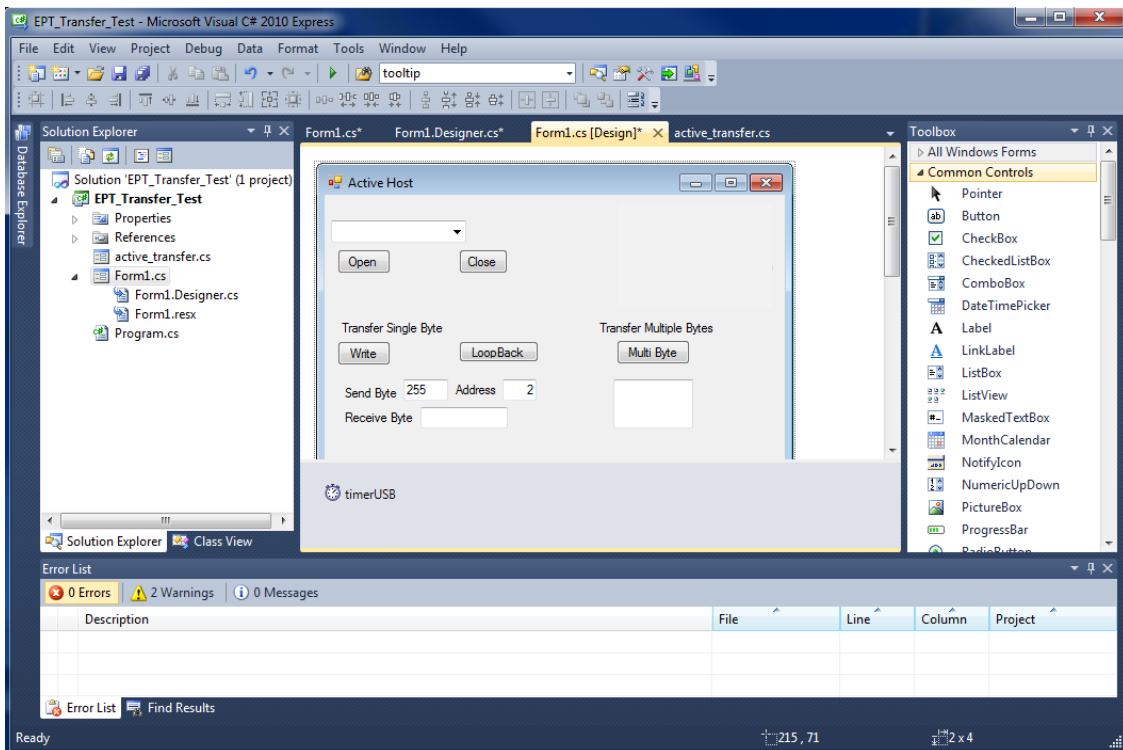 EPT_Transfer_Test - Microsoft Visual C# 2010 Express
File Edit View Project Debug Data Format Tools Window Help
tooltip
Database Explorer
Solution Explorer
Solution 'EPT_Transfer_Test' (1 project)
EPT_Transfer_Test
Properties
References
active_transfer.cs
Form1.cs
Form1.Designer.cs
Form1.resx
Program.cs
Solution Explorer Class View
Form1.cs* Form1.Designer.cs* Form1.cs [Design]* active_transfer.cs
Active Host
Open Close
Transfer Single Byte Transfer Multiple Bytes
Write LoopBack Multi Byte
Send Byte 255 Address 2
Receive Byte
timerUSB
Toolbox
All Windows Forms
Common Controls
Pointer
Button
CheckBox
CheckedListBox
ComboBox
DateTimePicker
Label
LinkLabel
ListBox
ListView
MaskedTextBox
MonthCalendar
NotifyIcon
NumericUpDown
PictureBox
ProgressBar
RadioButton
Error List
0 Errors 2 Warnings 0 Messages
Description File Line Column Project
Error List Find Results
Ready 215 , 71 2 x 4